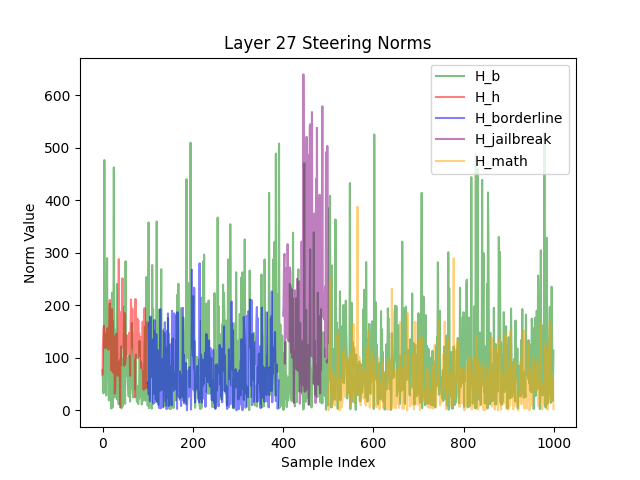 Layer 27 Steering Norms
H_b
H_h
H_borderline
H_jailbreak
H_math
Norm Value
600
500
400
300
200
100
0
0
200
400
600
800
1000
Sample Index